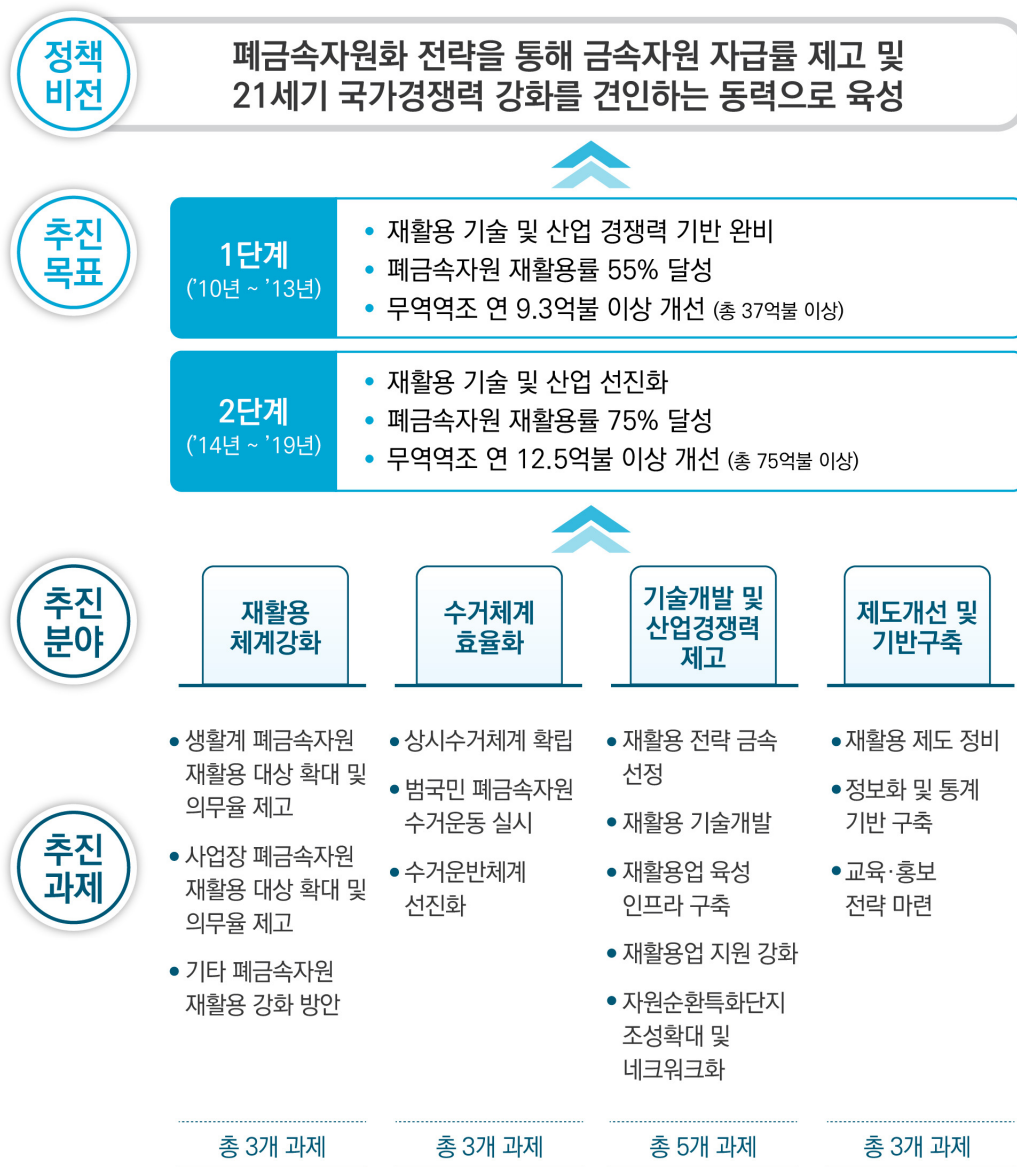 정책
비전
폐금속자원화 전략을 통해 금속자원 자급률 제고 및
21세기 국가경쟁력 강화를 견인하는 동력으로 육성
추진
목표
1단계
(’10년 ~ ’13년)
• 재활용 기술 및 산업 경쟁력 기반 완비
• 폐금속자원 재활용률 55% 달성
• 무역역조 연 9.3억불 이상 개선 (총 37억불 이상)
2단계
(’14년 ~ ’19년)
• 재활용 기술 및 산업 선진화
• 폐금속자원 재활용률 75% 달성
• 무역역조 연 12.5억불 이상 개선 (총 75억불 이상)
추진
분야
재활용
체계강화
수거체계
효율화
기술개발 및
산업경쟁력
제고
제도개선 및
기반구축
추진
과제
• 생활계 폐금속자원
재활용 대상 확대 및
의무율 제고
• 사업장 폐금속자원
재활용 대상 확대 및
의무율 제고
• 기타 폐금속자원
재활용 강화 방안
총 3개 과제
• 상시수거체계 확립
• 범국민 폐금속자원
수거운동 실시
• 수거운반체계
선진화
총 3개 과제
• 재활용 전략 금속
선정
• 재활용 기술개발
• 재활용업 육성
인프라 구축
• 재활용업 지원 강화
• 자원순환특화단지
조성확대 및
네크워크화
총 5개 과제
• 재활용 제도 정비
• 정보화 및 통계
기반 구축
• 교육·홍보
전략 마련
총 3개 과제